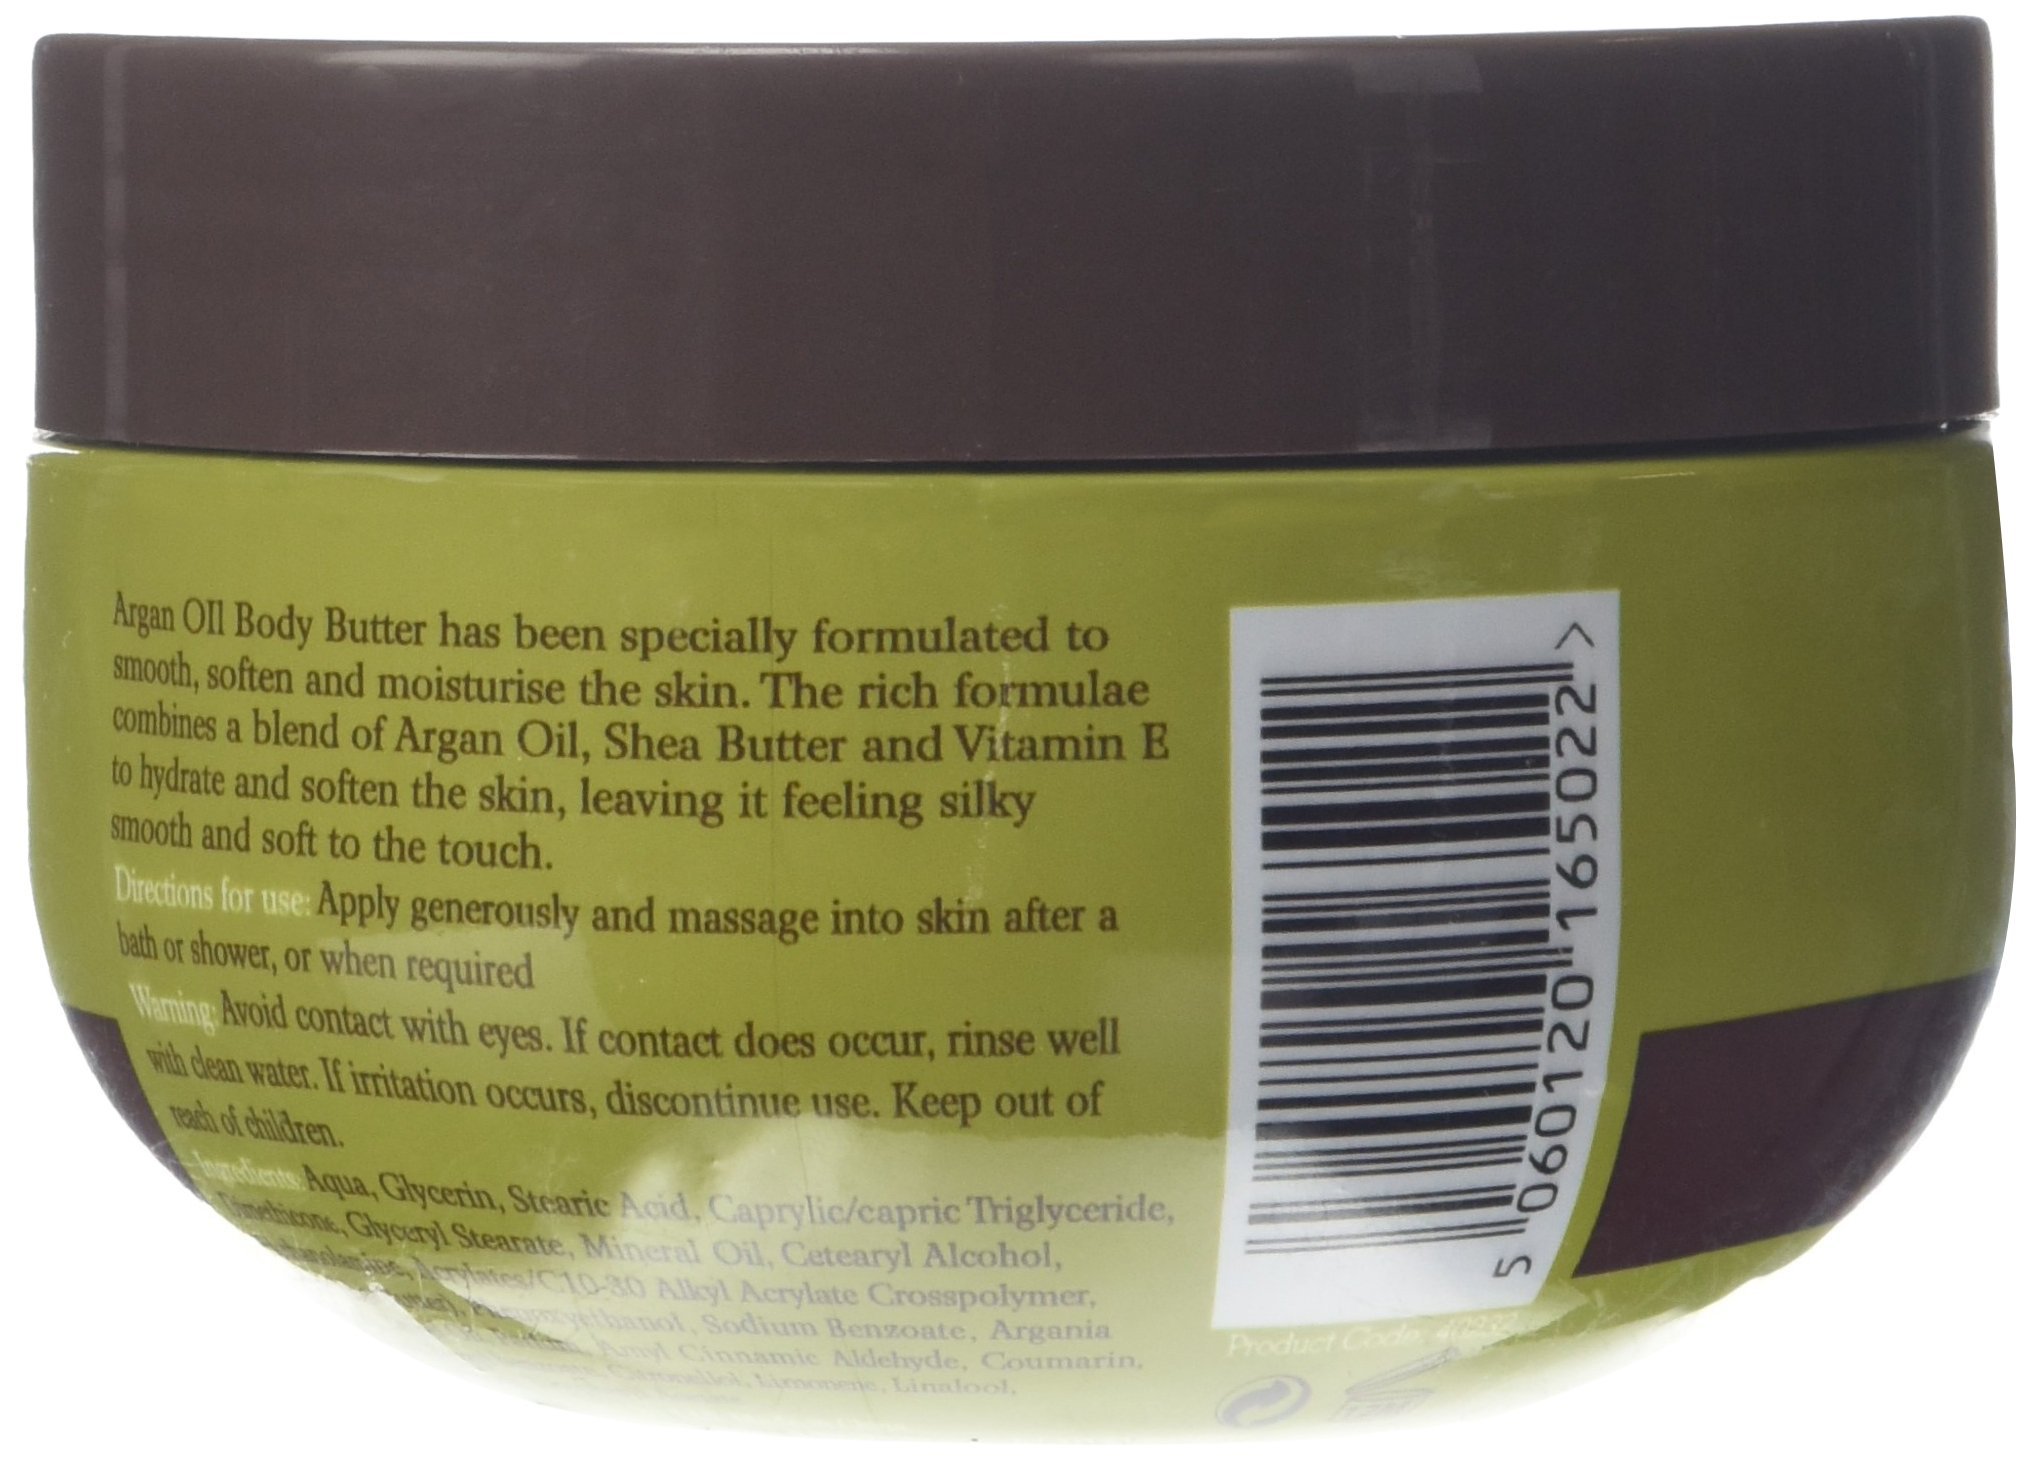 Argan OIl Body Butter has been specially formulated to
smooth, soften and moisturise the skin. The rich formulae
combines a blend of Argan Oil, Shea Butter and Vitamin E
to hydrate and soften the skin, leaving it feeling silky
smooth and soft to the touch.
Directions for use: Apply generously and massage into skin after a
bath or shower, or when required
Warning: Avoid contact with eyes. If contact does occur, rinse well
with clean water. If irritation occurs, discontinue use. Keep out of
reach of children.
Ingredients: Aqua, Glycerin, Stearic Acid, Caprylic/capric Triglyceride,
Dimethicone, Glyceryl Stearate, Mineral Oil, Cetearyl Alcohol,
Acrylates/C10-30 Alkyl Acrylate Crosspolymer,
Phenoxyethanol, Sodium Benzoate, Argania
Amyl Cinnamic Aldehyde, Coumarin,
Citronellol, Limonene, Linalool,
5 060120 165022 >
Product Code: